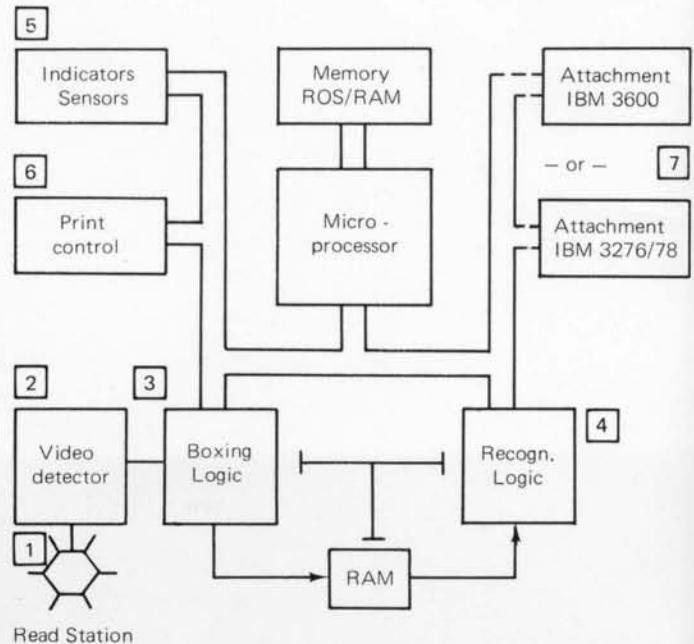 5
Indicators
Sensors
Memory
ROS/RAM
Attachment
IBM 3600
— or —
7
6
Print
control
Micro -
processor
Attachment
IBM 3276/78
2
3
Video
detector
Boxing
Logic
Recogn.
Logic
4
1
RAM
Read Station